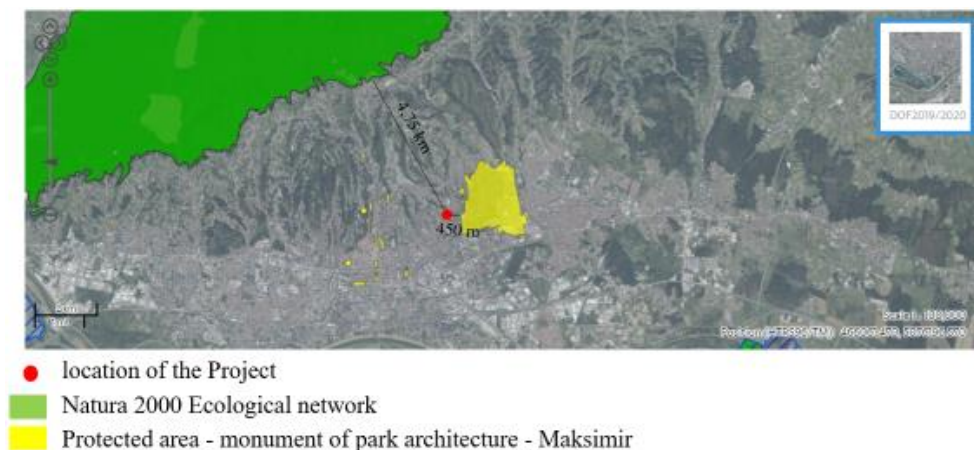 DOF2019/2020
4,75 km
450 m
location of the Project
Natura 2000 Ecological network
Protected area - monument of park architecture - Maksimir